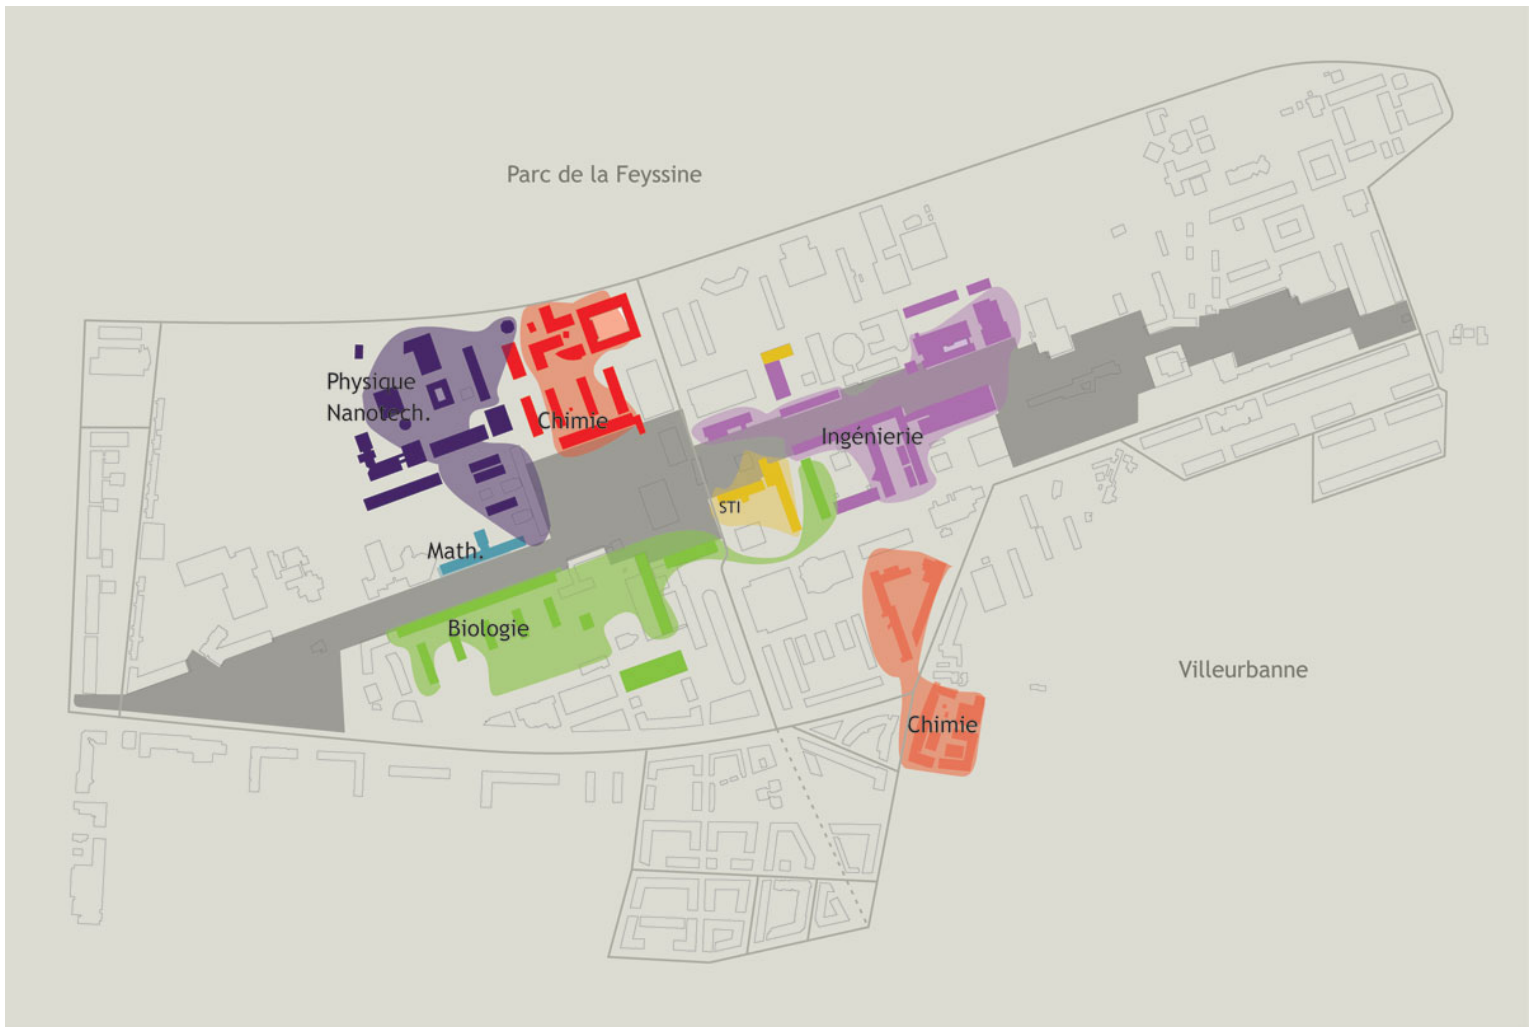 Parc de la Feyssine
Physique
Nanotech.
Chimie
Ingénierie
STI
Math.
Biologie
Villeurbanne
Chimie